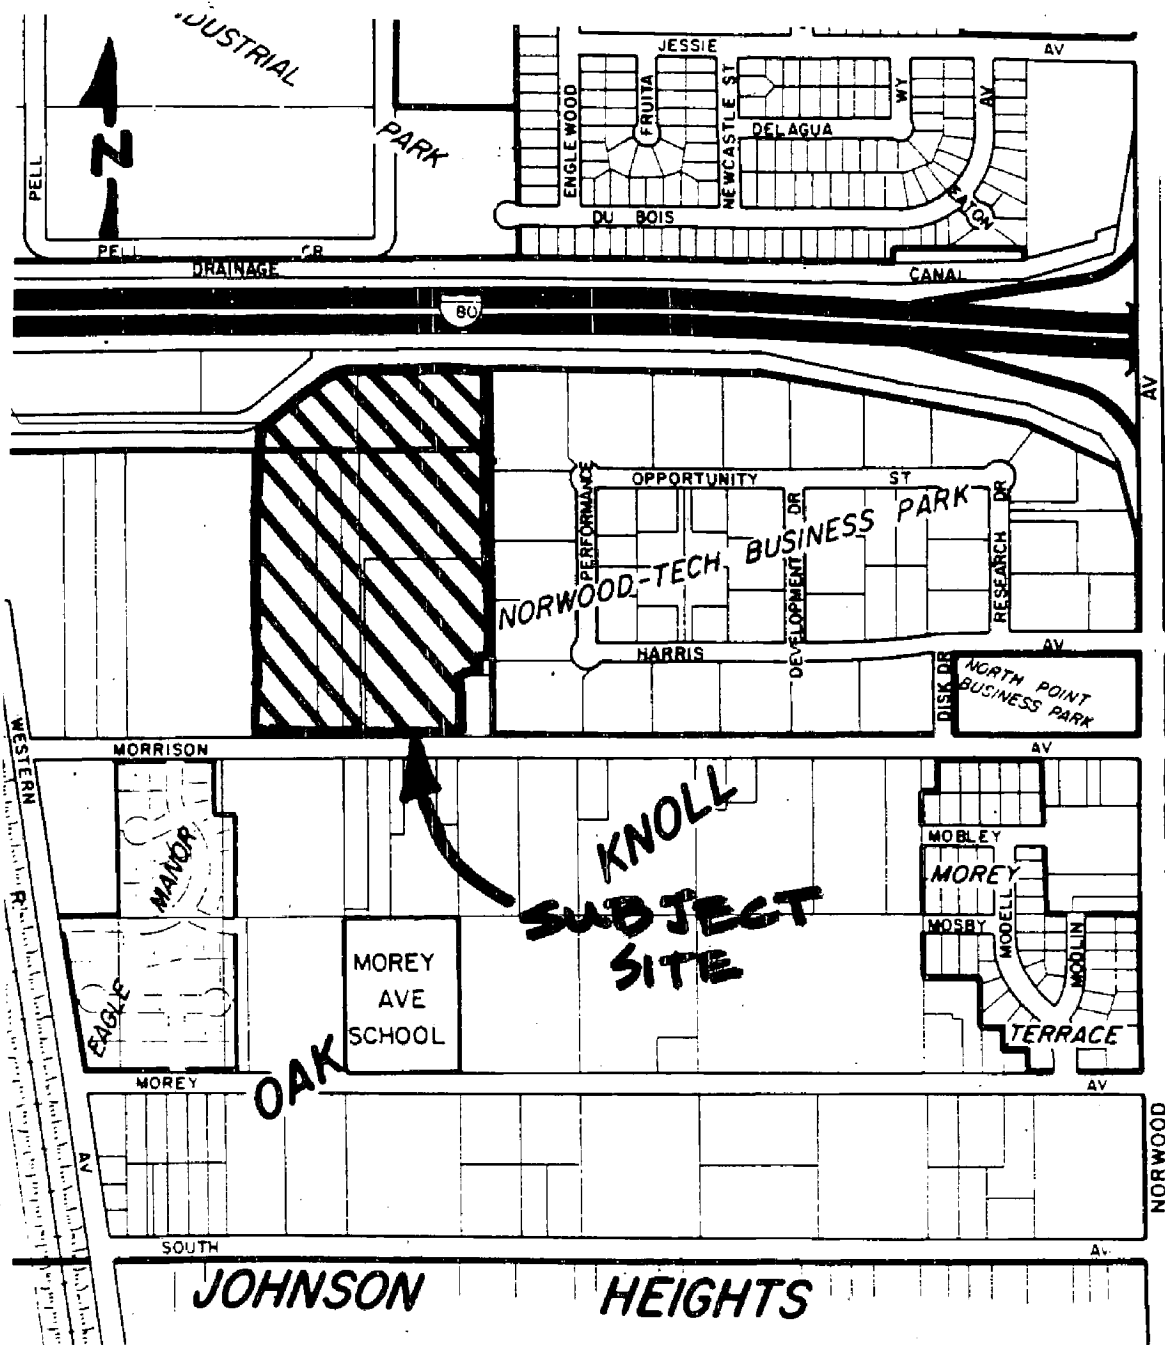 INDUSTRIAL
PARK
JESSIE AV
PELL
N
ENGLEWOOD
FRUITA
NEWCASTLE ST
WY
AV
DELAGUA
EATON
DU BOIS
PELL CR
DRAINAGE CANAL
80
AV
OPPORTUNITY ST
PERFORMANCE
DEVELOPMENT DR
RESEARCH DR
NORWOOD-TECH BUSINESS PARK
HARRIS AV
DISK DR
NORTH POINT
BUSINESS PARK
WESTERN
MORRISON AV
KNOLL
MANOR
MOBLEY
MOREY
SUBJECT
SITE
R
MOSBY
MODELL
MODLIN
MOREY
AVE
SCHOOL
EAGLE
TERRACE
OAK
MOREY AV
NORWOOD
AV
SOUTH AV
JOHNSON HEIGHTS